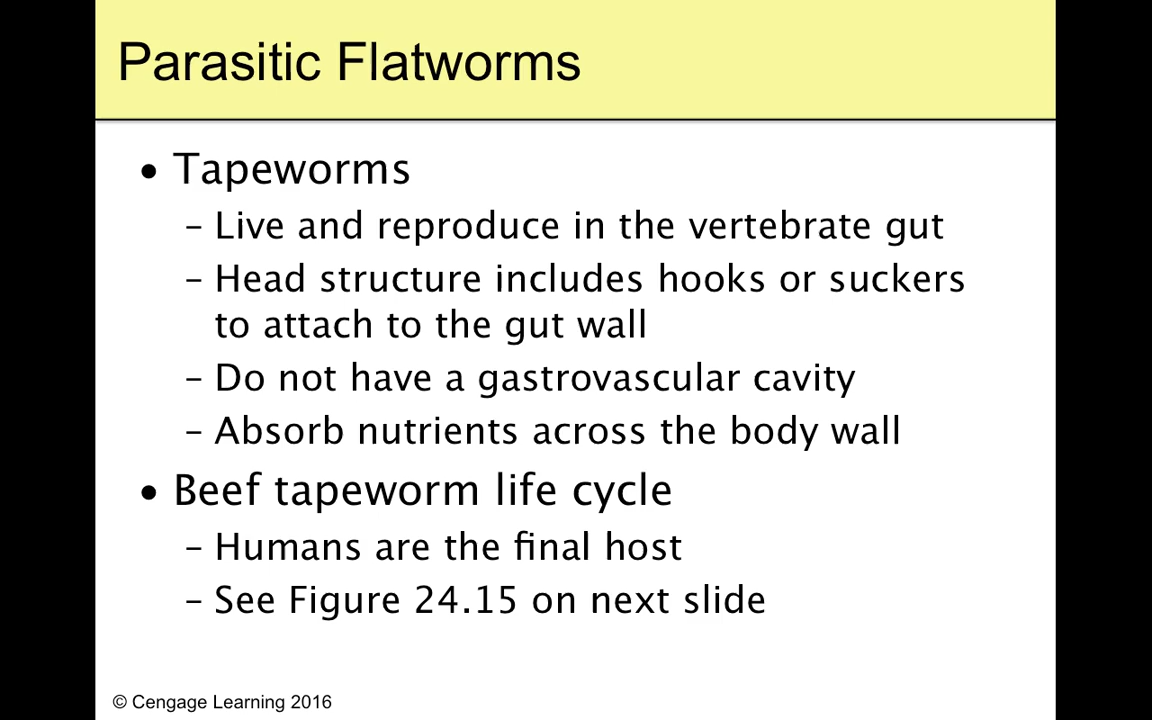 Parasitic Flatworms
• Tapeworms
– Live and reproduce in the vertebrate gut
– Head structure includes hooks or suckers
to attach to the gut wall
– Do not have a gastrovascular cavity
– Absorb nutrients across the body wall
• Beef tapeworm life cycle
– Humans are the final host
– See Figure 24.15 on next slide
© Cengage Learning 2016